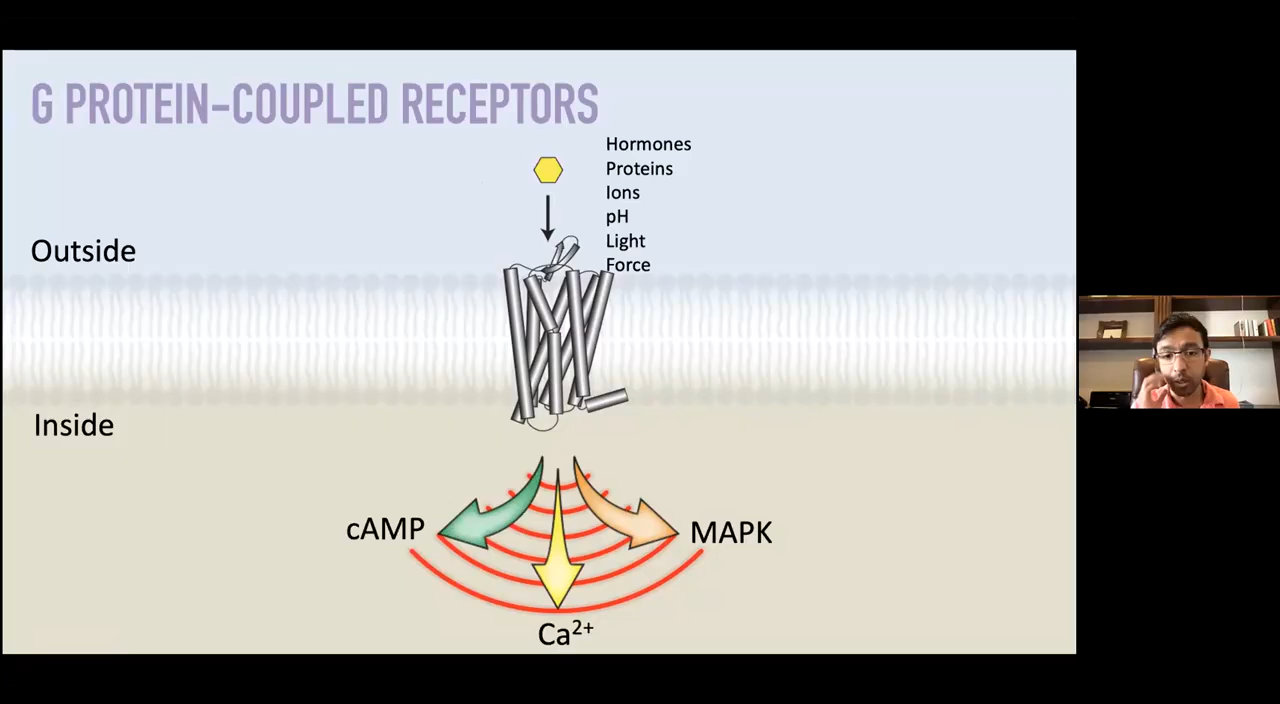 G PROTEIN-COUPLED RECEPTORS
Hormones
Proteins
Ions
pH
Light
Force
Outside
Inside
cAMP
MAPK
Ca²⁺